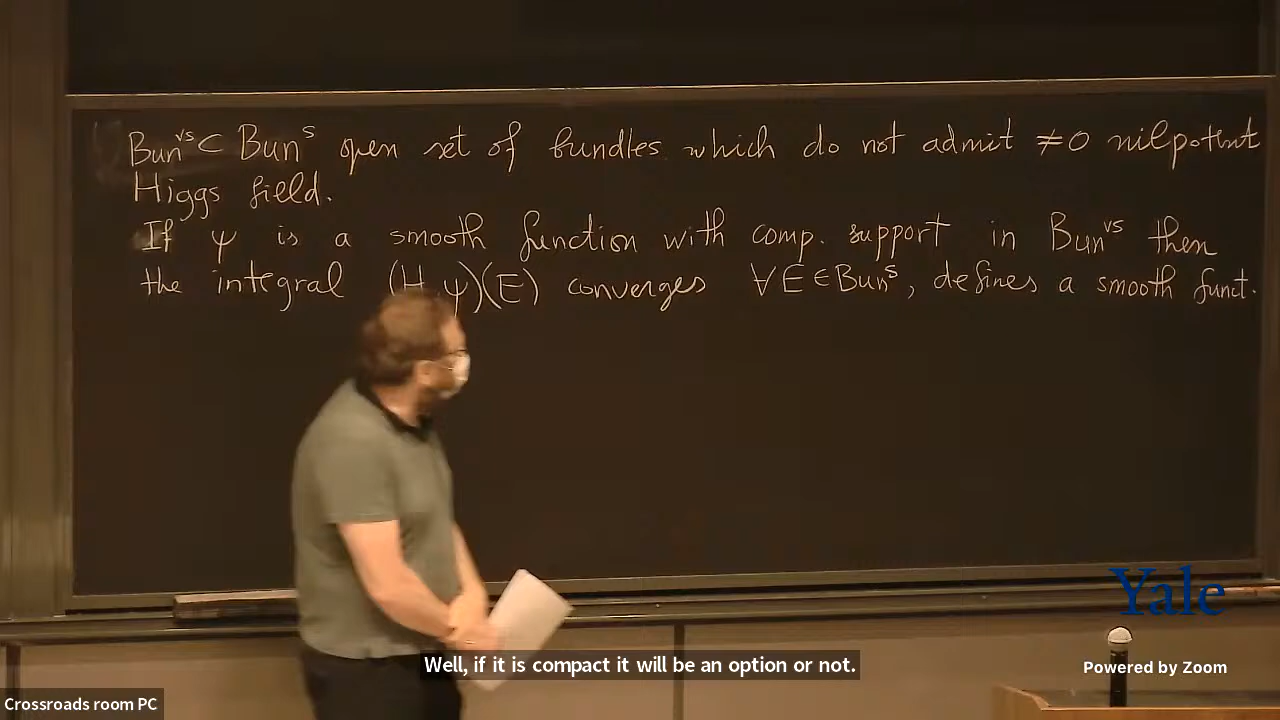 Bun^vs ⊂ Bun^s open set of bundles which do not admit ≠0 nilpotent
Higgs field.
If ψ is a smooth function with comp. support in Bun^vs then
the integral (H ψ)(E) converges ∀E∈Bun^s, defines a smooth funct.
Yale
Well, if it is compact it will be an option or not.
Powered by Zoom
Crossroads room PC